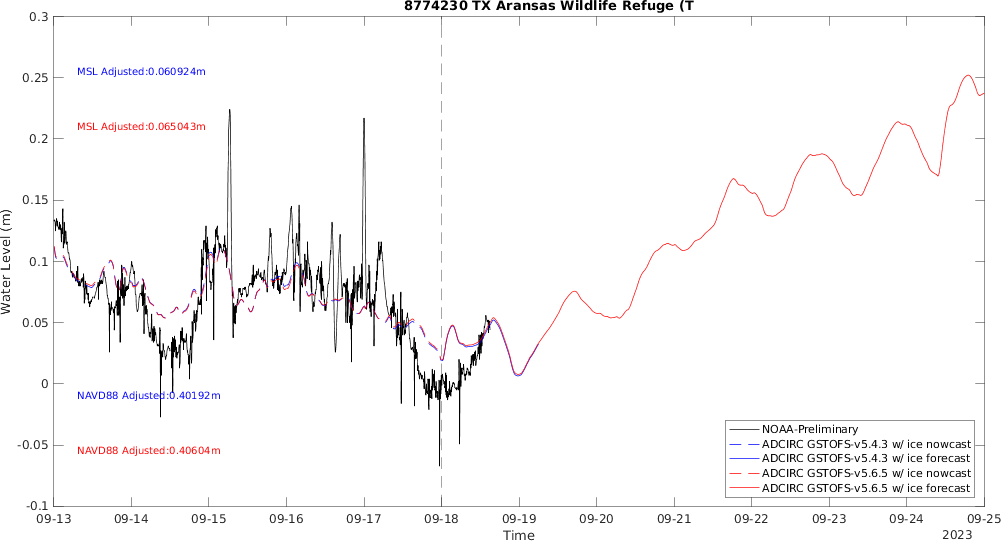 8774230 TX Aransas Wildlife Refuge (T
0.3
0.25
0.2
0.15
0.1
0.05
0
-0.05
-0.1
Water Level (m)
MSL Adjusted:0.060924m
MSL Adjusted:0.065043m
NAVD88 Adjusted:0.40192m
NAVD88 Adjusted:0.40604m
NOAA-Preliminary
ADCIRC GSTOFS-v5.4.3 w/ ice nowcast
ADCIRC GSTOFS-v5.4.3 w/ ice forecast
ADCIRC GSTOFS-v5.6.5 w/ ice nowcast
ADCIRC GSTOFS-v5.6.5 w/ ice forecast
09-13 09-14 09-15 09-16 09-17 09-18 09-19 09-20 09-21 09-22 09-23 09-24 09-25
Time
2023